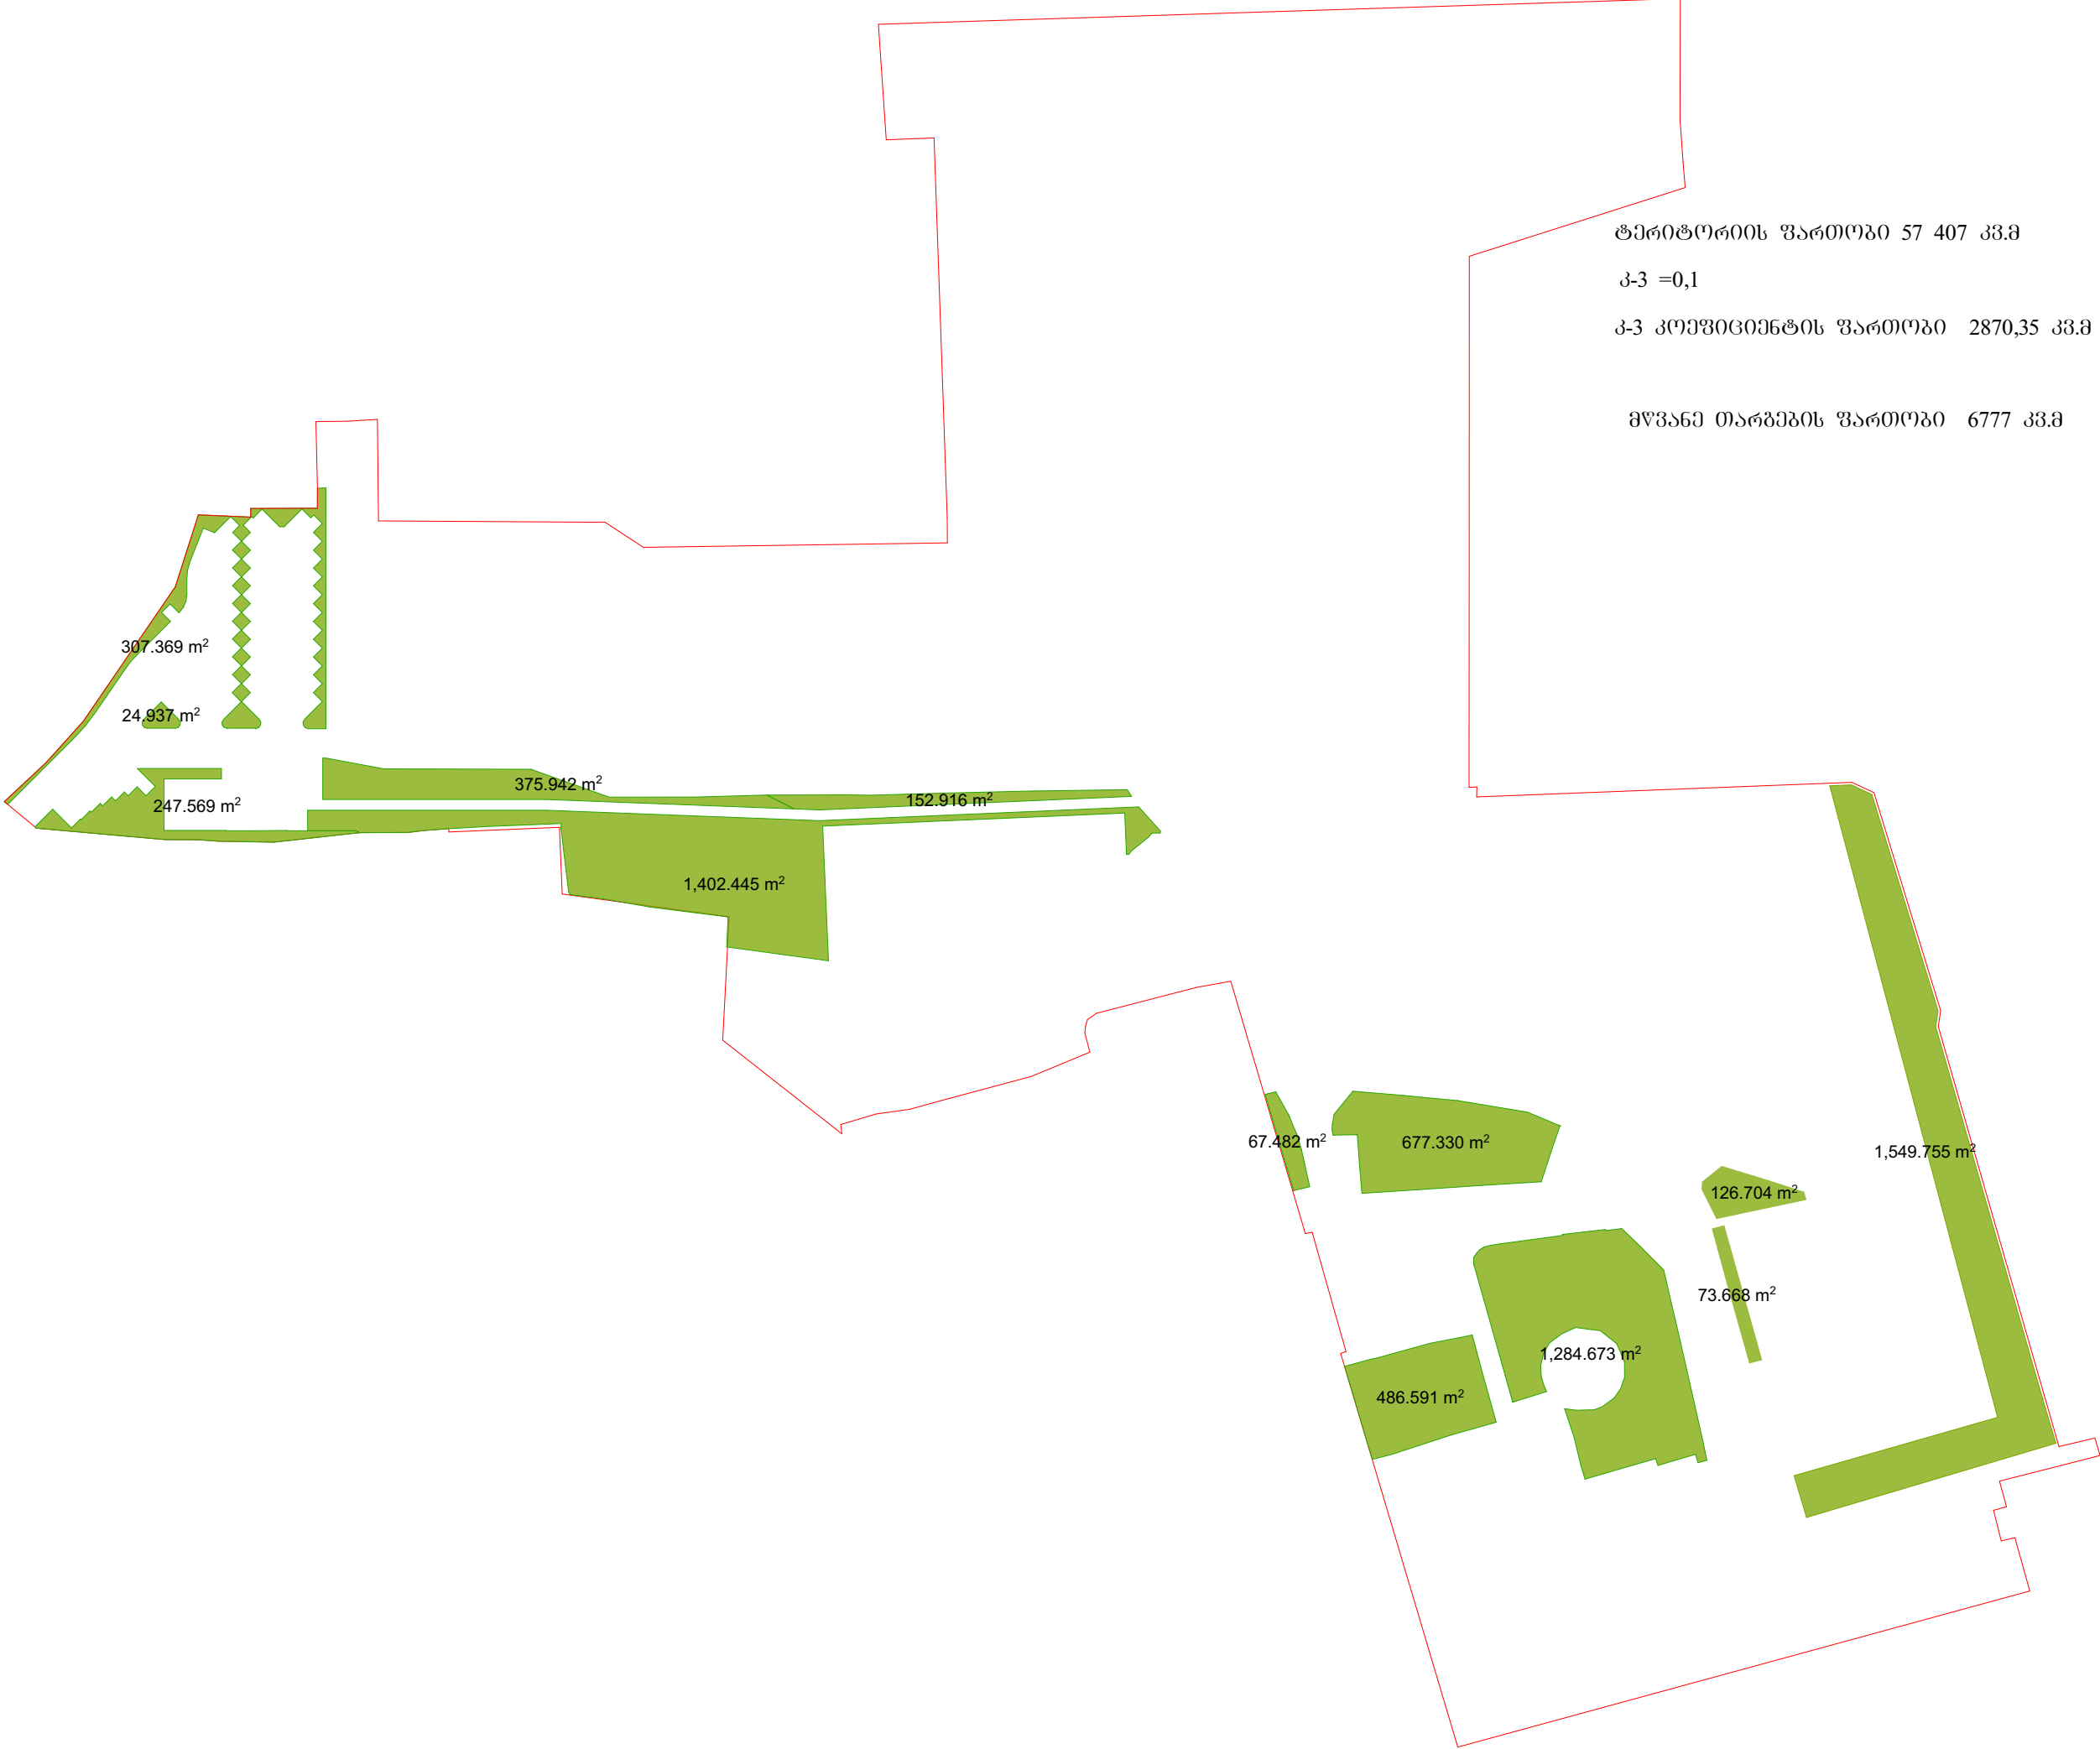 ტერიტორიის ფართობი 57 407 კვ.მ
კ-3 =0,1
კ-3 კოეფიციენტის ფართობი 2870,35 კვ.მ
მწვანე თარგების ფართობი 6777 კვ.მ
307.369 m²
24.937 m²
247.569 m²
375.942 m²
152.916 m²
1,402.445 m²
67.482 m²
677.330 m²
1,549.755 m²
126.704 m²
73.668 m²
1,284.673 m²
486.591 m²